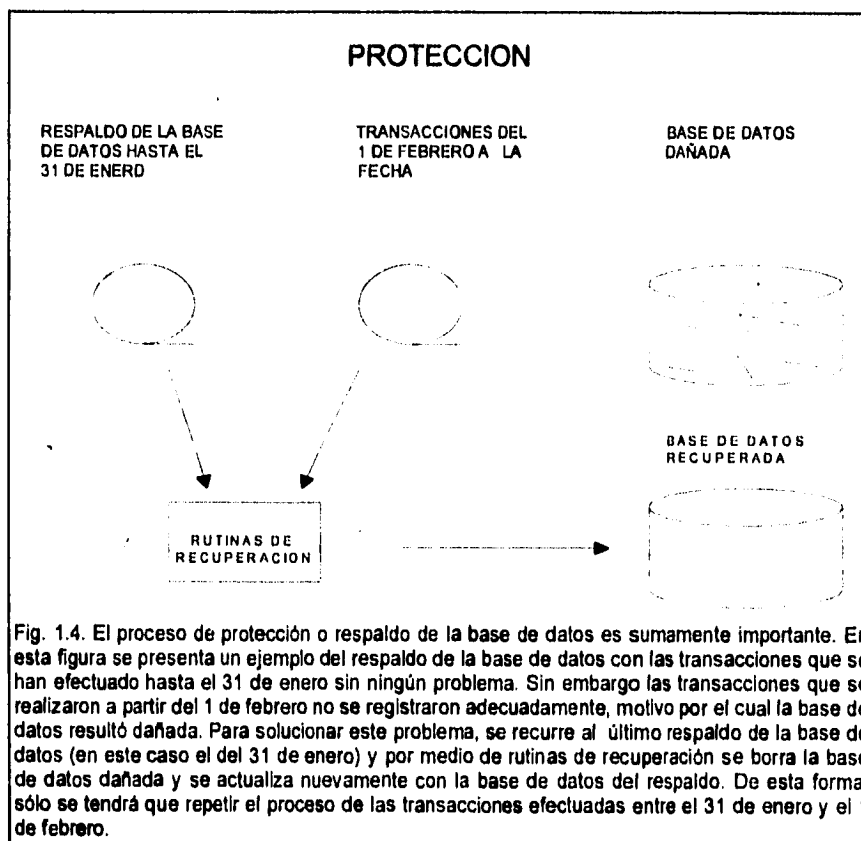 PROTECCION
RESPALDO DE LA BASE
DE DATOS HASTA EL
31 DE ENERO
TRANSACCIONES DEL
1 DE FEBRERO A LA
FECHA
BASE DE DATOS
DAÑADA
BASE DE DATOS
RECUPERADA
RUTINAS DE
RECUPERACION
Fig. 1.4. El proceso de protección o respaldo de la base de datos es sumamente importante. En
esta figura se presenta un ejemplo del respaldo de la base de datos con las transacciones que se
han efectuado hasta el 31 de enero sin ningún problema. Sin embargo las transacciones que se
realizaron a partir del 1 de febrero no se registraron adecuadamente, motivo por el cual la base de
datos resultó dañada. Para solucionar este problema, se recurre al último respaldo de la base de
datos (en este caso el del 31 de enero) y por medio de rutinas de recuperación se borra la base
de datos dañada y se actualiza nuevamente con la base de datos del respaldo. De esta forma,
sólo se tendrá que repetir el proceso de las transacciones efectuadas entre el 31 de enero y el
de febrero.